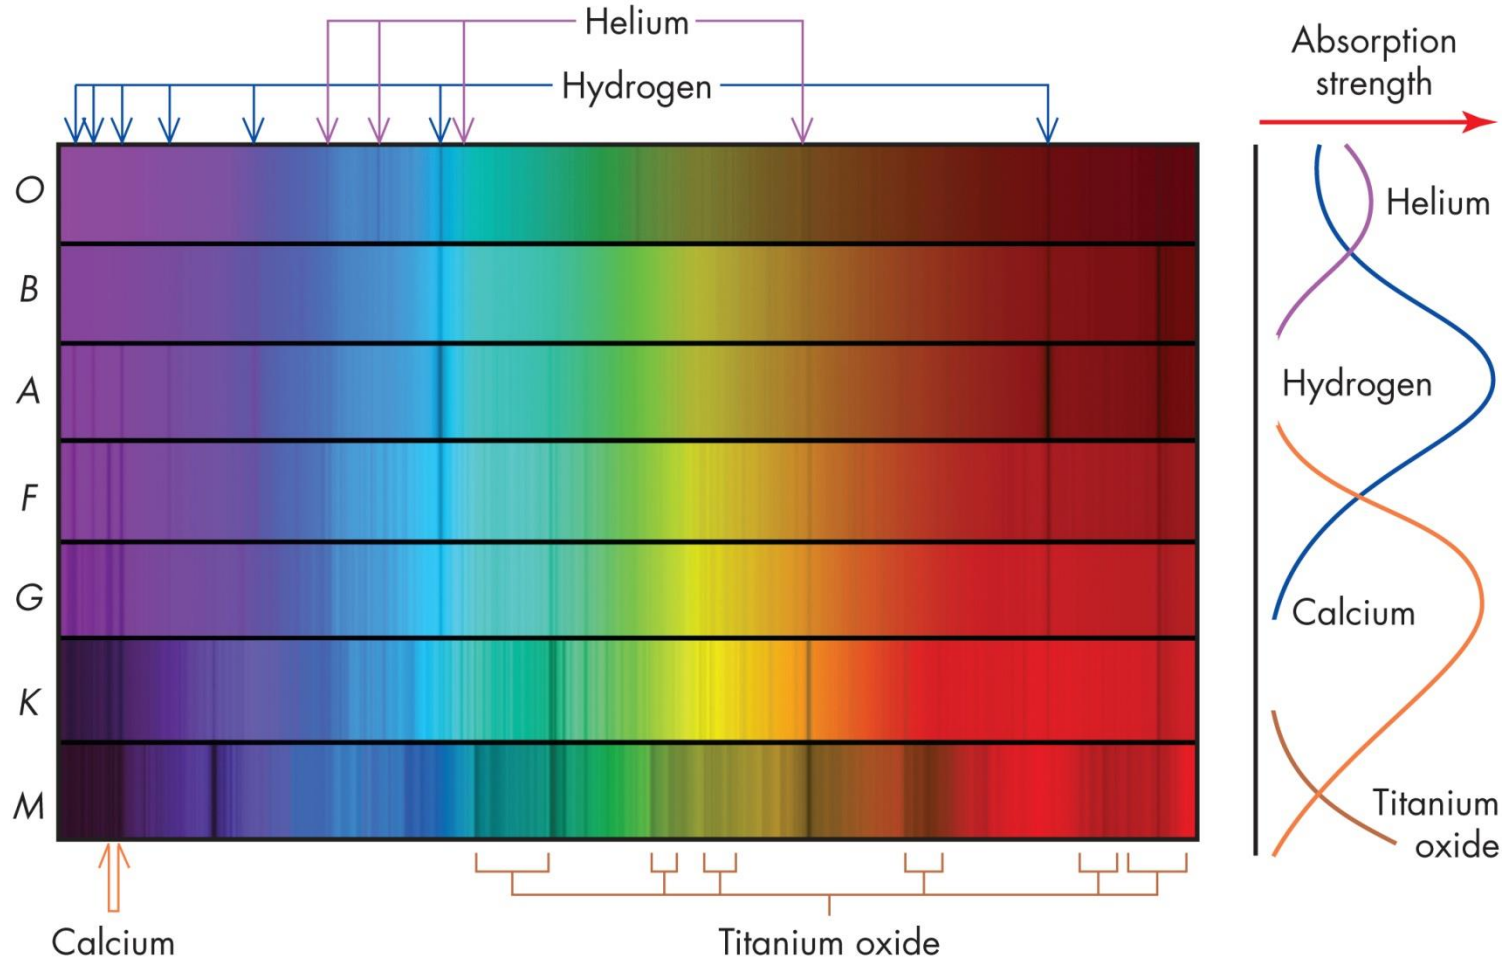 Helium
Hydrogen
Absorption
strength
O
B
A
F
G
K
M
Helium
Hydrogen
Calcium
Titanium
oxide
Calcium
Titanium oxide